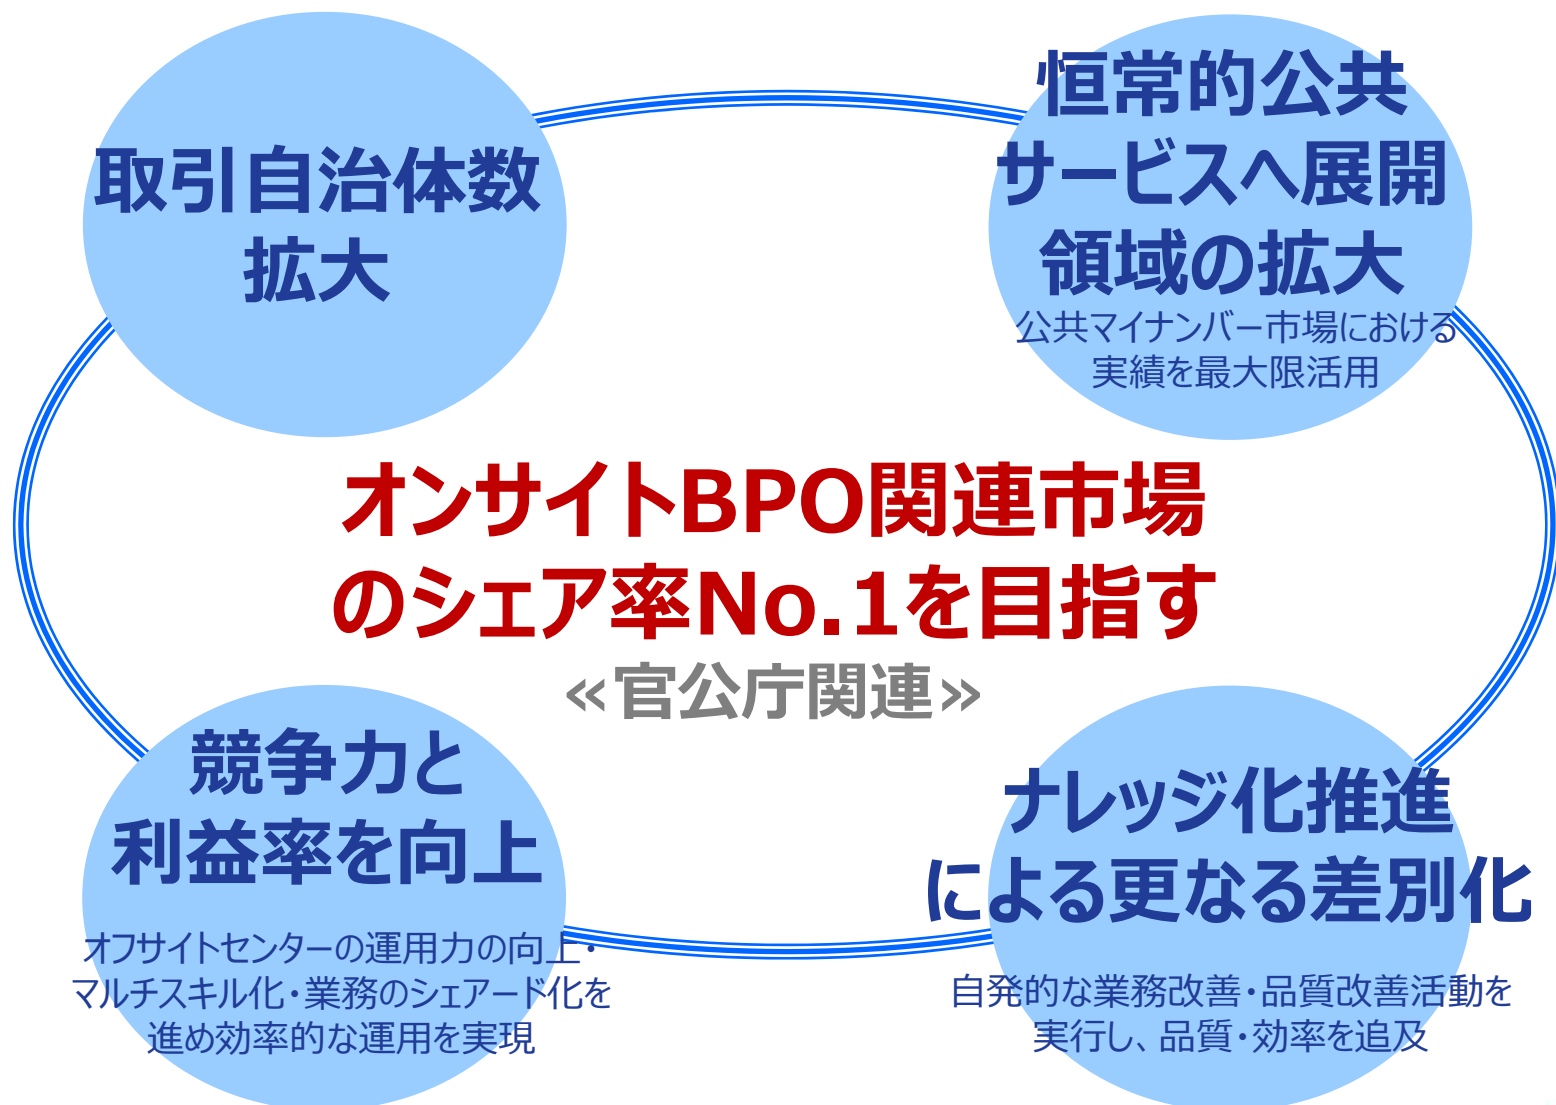 取引自治体数
拡大
恒常的公共
サービスへ展開
領域の拡大
公共マイナンバー市場における
実績を最大限活用
オンサイトBPO関連市場
のシェア率No.1を目指す
≪官公庁関連≫
競争力と
利益率を向上
オフサイトセンターの運用力の向上・
マルチスキル化・業務のシェアード化を
進め効率的な運用を実現
ナレッジ化推進
による更なる差別化
自発的な業務改善・品質改善活動を
実行し、品質・効率を追及